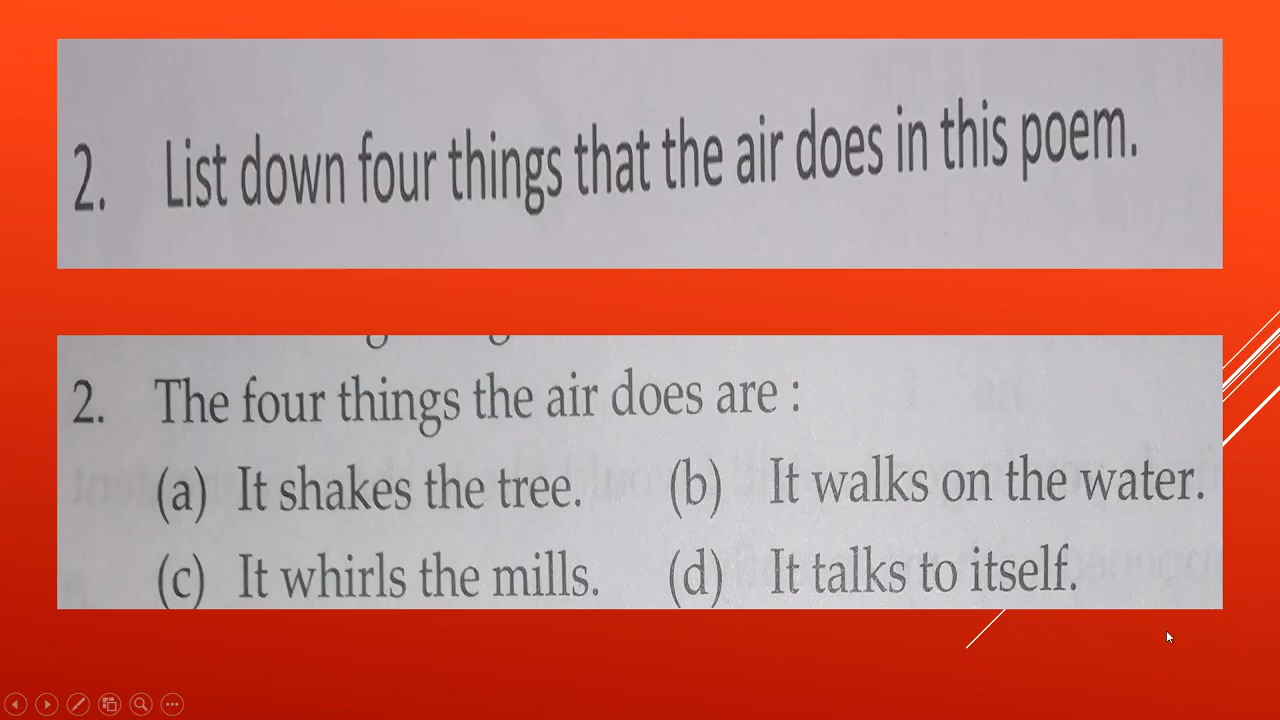 2. List down four things that the air does in this poem.
2. The four things the air does are :
(a) It shakes the tree. (b) It walks on the water.
(c) It whirls the mills. (d) It talks to itself.